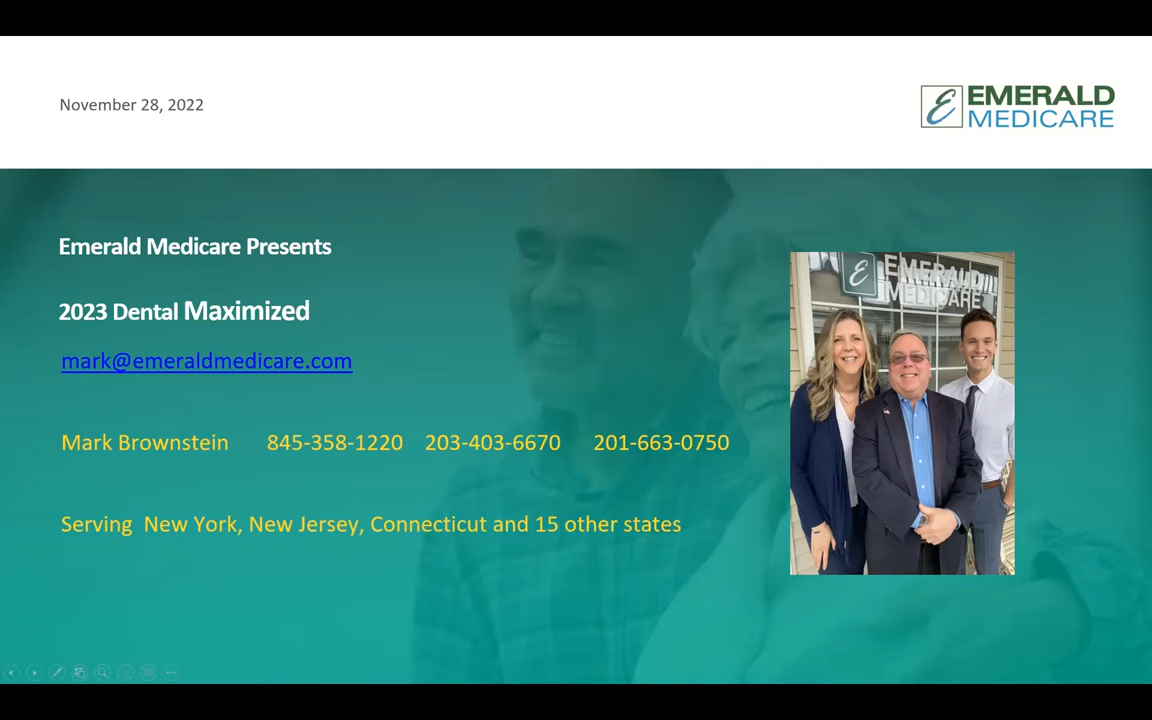 November 28, 2022
E EMERALD
MEDICARE
Emerald Medicare Presents
2023 Dental Maximized
mark@emeraldmedicare.com
Mark Brownstein 845-358-1220 203-403-6670 201-663-0750
Serving New York, New Jersey, Connecticut and 15 other states
E EMERALD
MEDICARE